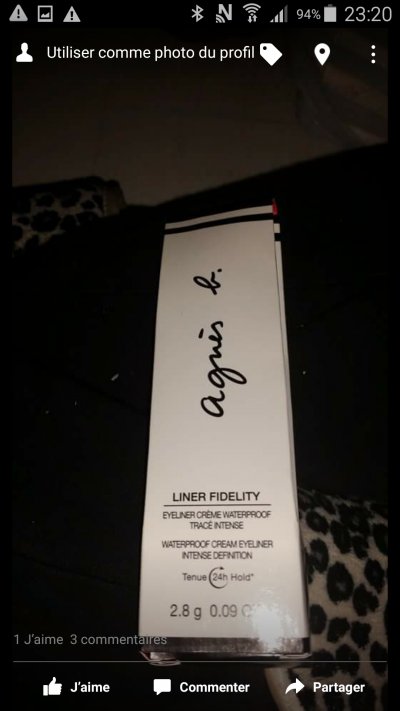 94% 23:20
Utiliser comme photo du profil
agnès b.
LINER FIDELITY
EYELINER CRÈME WATERPROOF
TRACÉ INTENSE
WATERPROOF CREAM EYELINER
INTENSE DEFINITION
Tenue 24h Hold*
2.8 g 0.09
1 J'aime 3 commentaires
J'aime Commenter Partager